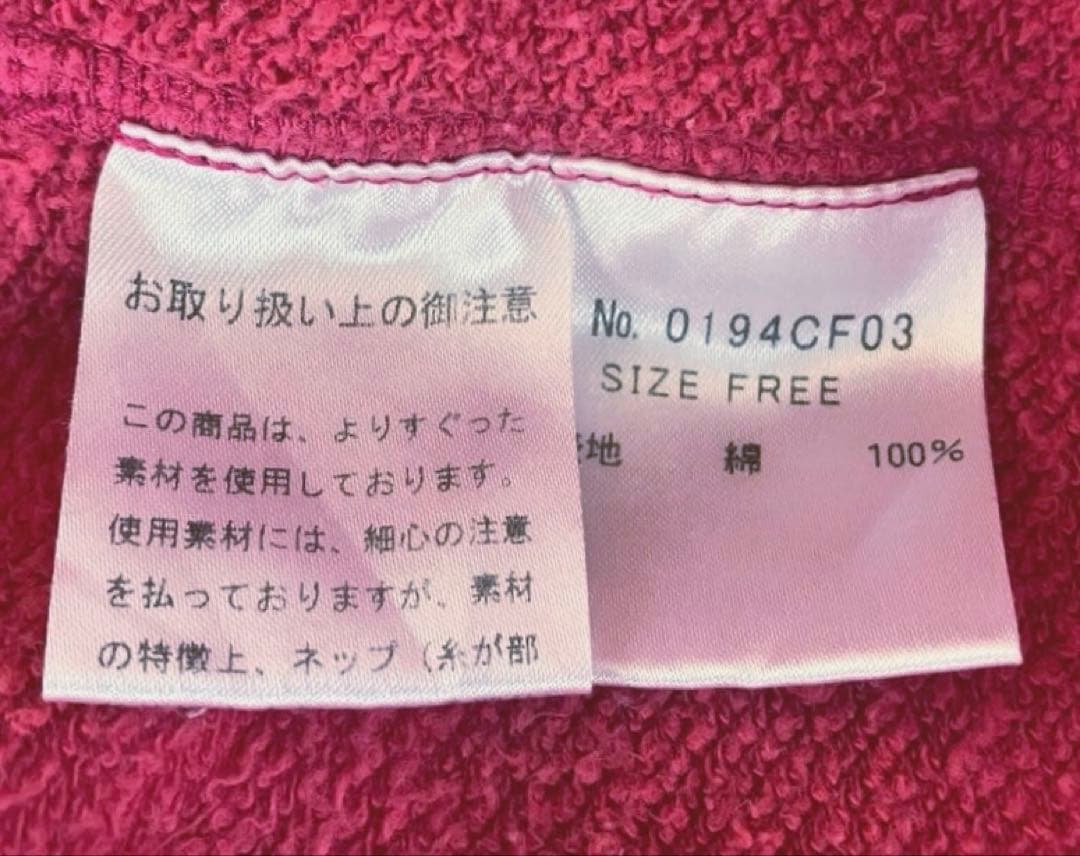 お取り扱い上の御注意
この商品は、よりすぐった
素材を使用しております。
使用素材には、細心の注意
を払っておりますが、素材
の特徴上、ネップ（糸が部
No. 0194CF03
SIZE FREE
地 綿 100%